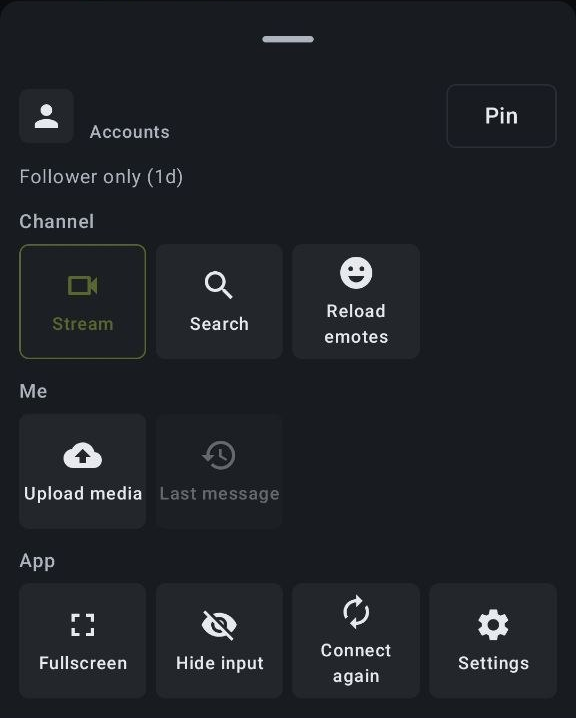 Accounts
Pin
Follower only (1d)
Channel
Stream
Search
Reload
emotes
Me
Upload media
Last message
App
Fullscreen
Hide input
Connect
again
Settings